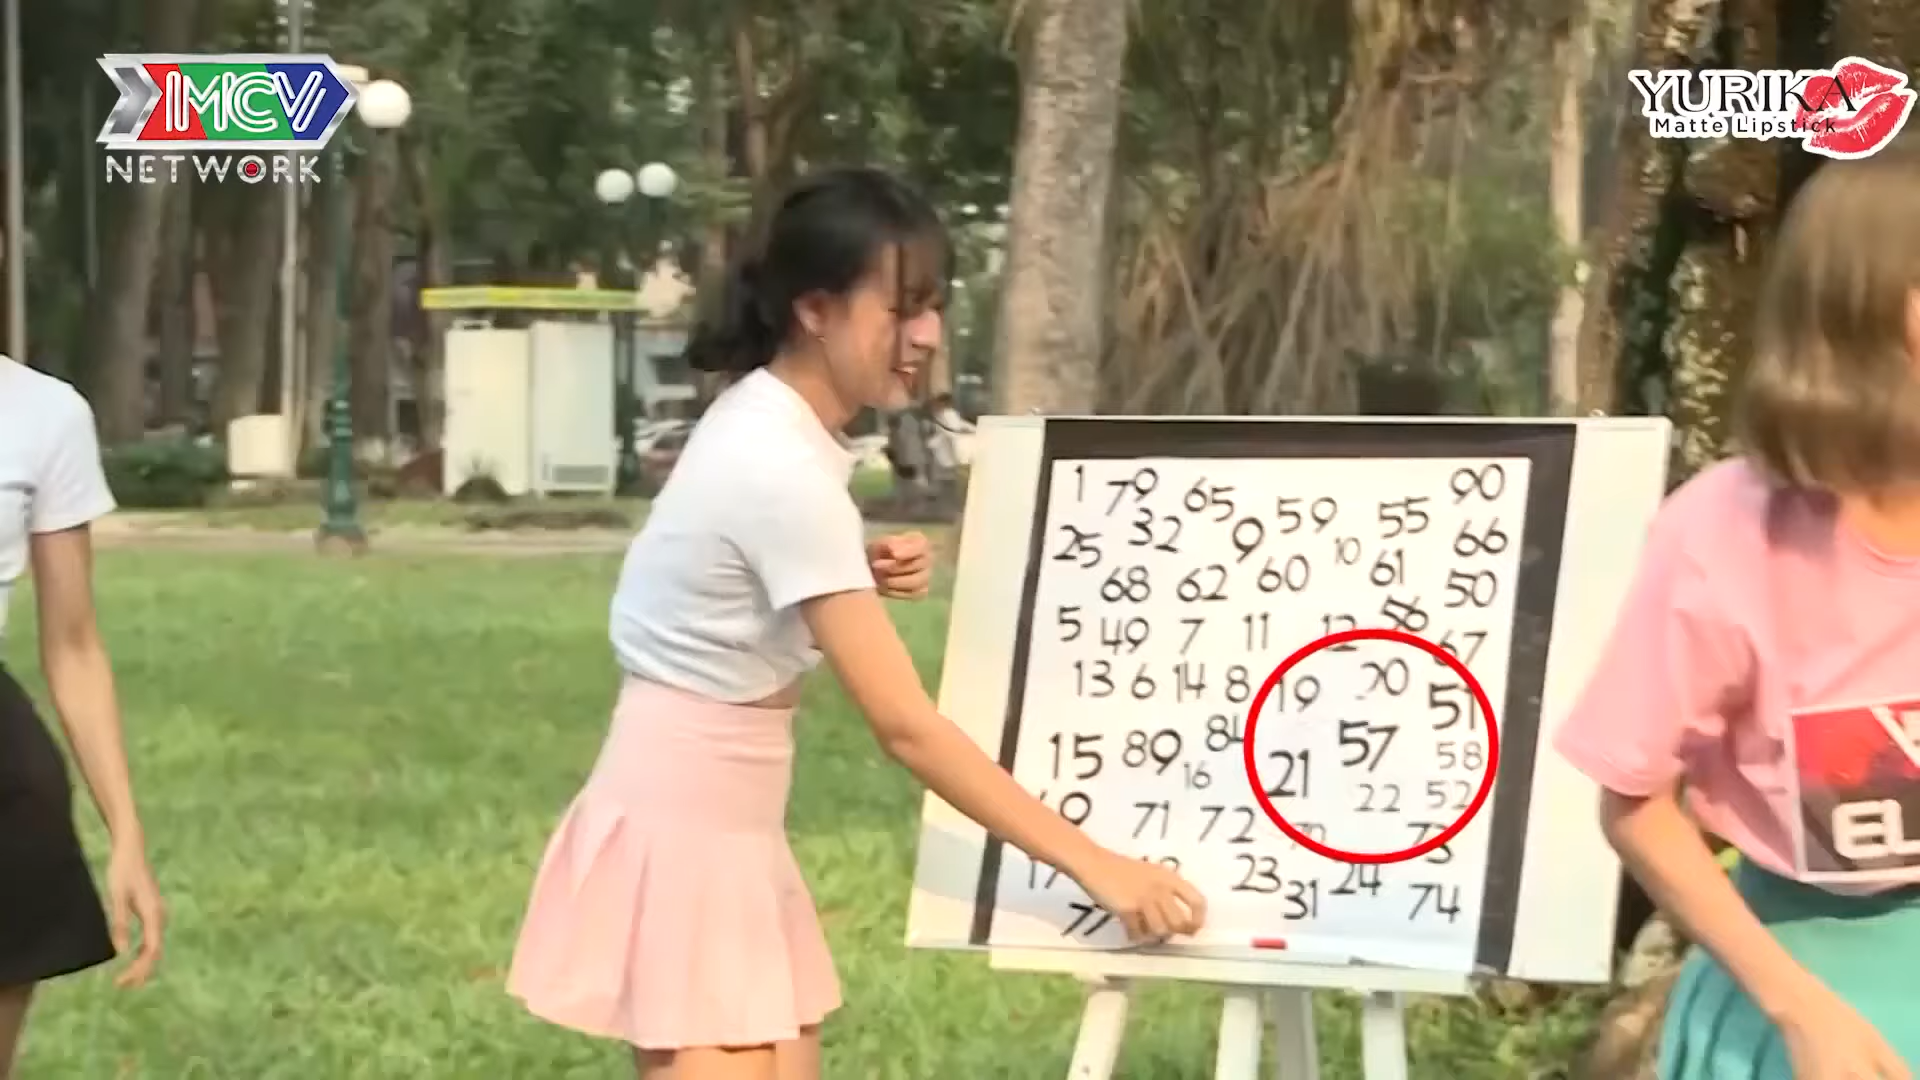 MCV
NETWORK
YURIKA
Matte Lipstick
1 79 65 59 55 90
25 32 9 10 61 66
68 62 60 50
5 49 7 11 12 56 67
13 6 14 8 19 51
15 89 84 21 57 58
16 22 52
71 72 73
17 23 31 24 74
77
EL